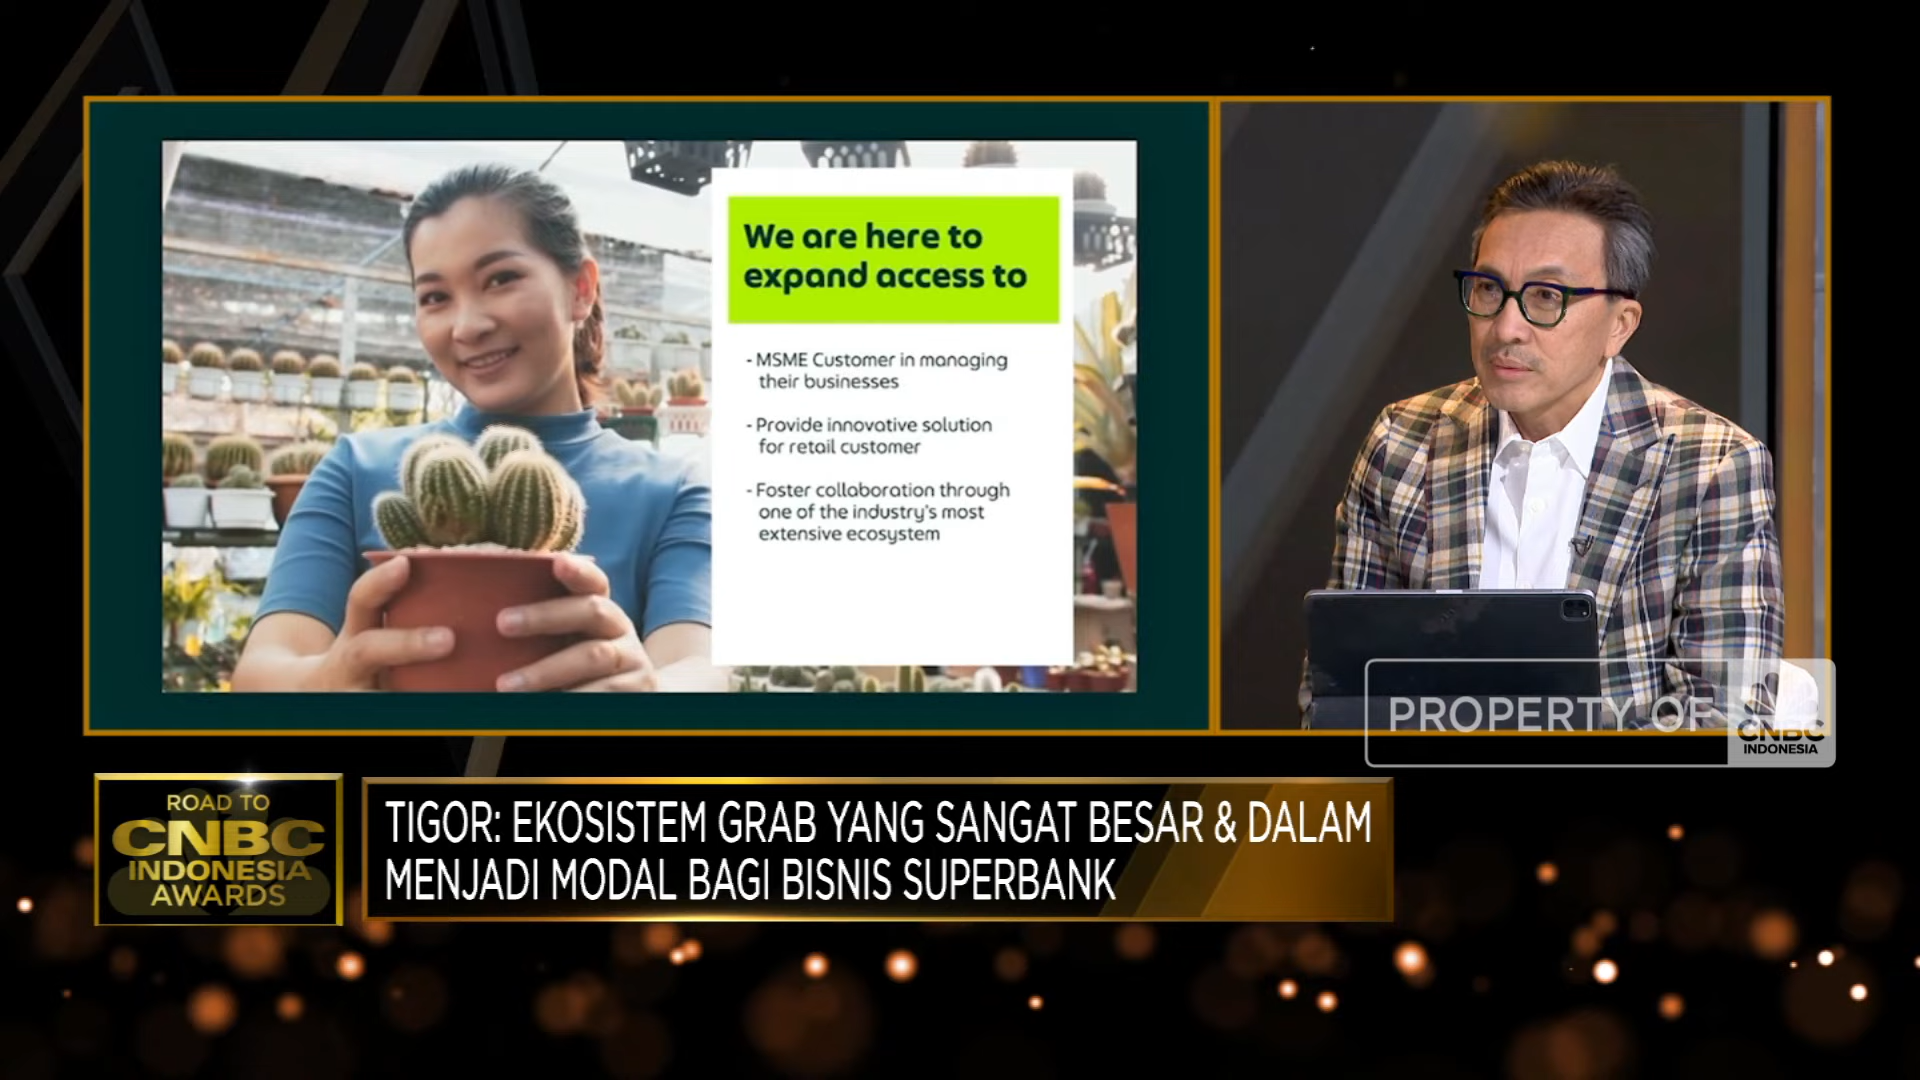 We are here to
expand access to
- MSME Customer in managing
their businesses
- Provide innovative solution
for retail customer
- Foster collaboration through
one of the industry's most
extensive ecosystem
PROPERTY OF
CNBC
INDONESIA
ROAD TO
CNBC
INDONESIA
AWARDS
TIGOR: EKOSISTEM GRAB YANG SANGAT BESAR & DALAM
MENJADI MODAL BAGI BISNIS SUPERBANK